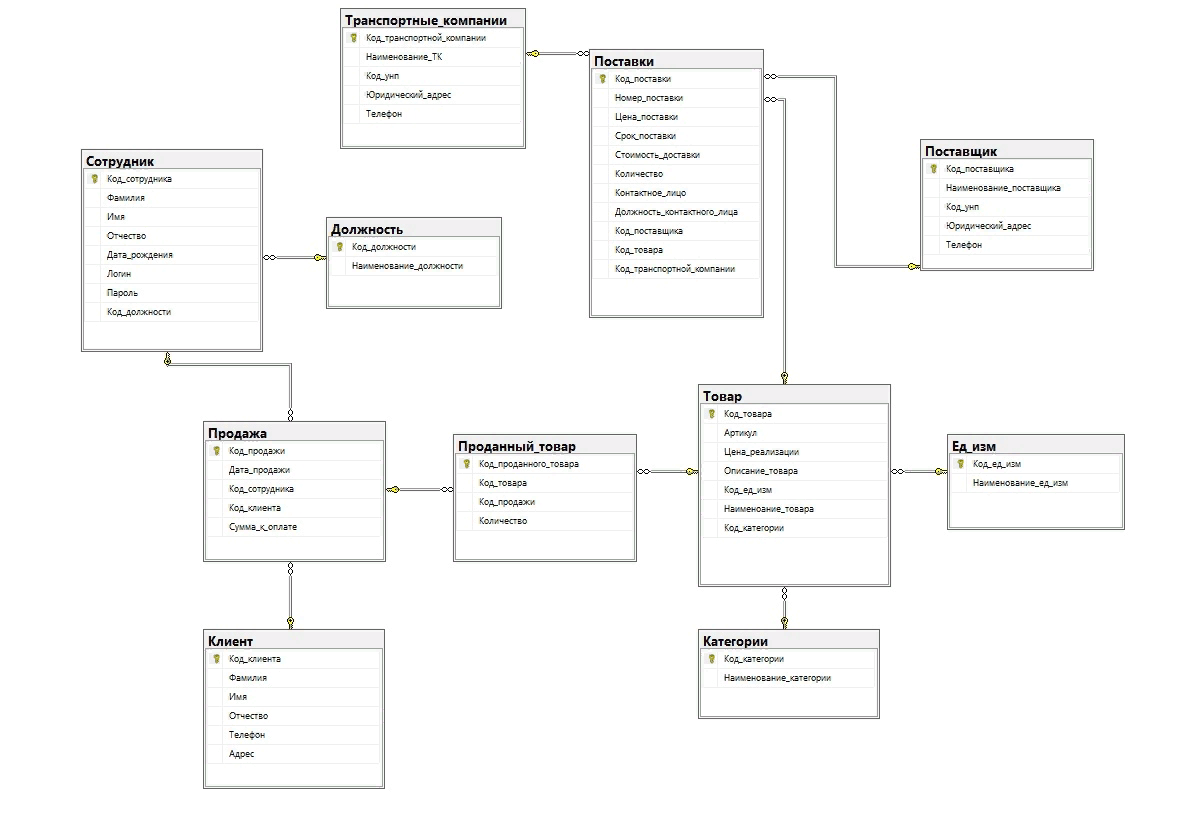 Транспортные_компании
Код_транспортной_компании
Наименование_ТК
Код_унп
Юридический_адрес
Телефон
Поставки
Код_поставки
Номер_поставки
Цена_поставки
Срок_поставки
Стоимость_доставки
Количество
Контактное_лицо
Должность_контактного_лица
Код_поставщика
Код_товара
Код_транспортной_компании
Поставщик
Код_поставщика
Наименование_поставщика
Код_унп
Юридический_адрес
Телефон
Сотрудник
Код_сотрудника
Фамилия
Имя
Отчество
Дата_рождения
Логин
Пароль
Код_должности
Должность
Код_должности
Наименование_должности
Продажа
Код_продажи
Дата_продажи
Код_сотрудника
Код_клиента
Сумма_к_оплате
Проданный_товар
Код_проданного_товара
Код_товара
Код_продажи
Количество
Товар
Код_товара
Артикул
Цена_реализации
Описание_товара
Код_ед_изм
Наименоание_товара
Код_категории
Ед_изм
Код_ед_изм
Наименование_ед_изм
Клиент
Код_клиента
Фамилия
Имя
Отчество
Телефон
Адрес
Категории
Код_категории
Наименование_категории